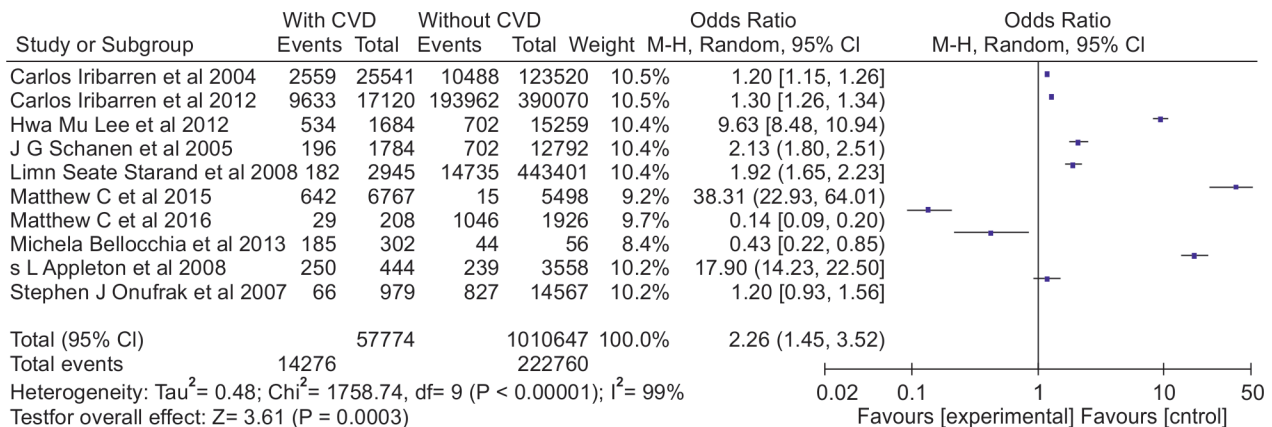 With CVD Without CVD Odds Ratio Odds Ratio
Study or Subgroup Events Total Events Total Weight M-H, Random, 95% CI M-H, Random, 95% CI
Carlos Iribarren et al 2004 2559 25541 10488 123520 10.5% 1.20 [1.15, 1.26]
Carlos Iribarren et al 2012 9633 17120 193962 390070 10.5% 1.30 [1.26, 1.34)
Hwa Mu Lee et al 2012 534 1684 702 15259 10.4% 9.63 [8.48, 10.94)
J G Schanen et al 2005 196 1784 702 12792 10.4% 2.13 (1.80, 2.51]
Limn Seate Starand et al 2008 182 2945 14735 443401 10.4% 1.92 (1.65, 2.23]
Matthew C et al 2015 642 6767 15 5498 9.2% 38.31 (22.93, 64.01)
Matthew C et al 2016 29 208 1046 1926 9.7% 0.14 [0.09, 0.20)
Michela Bellocchia et al 2013 185 302 44 56 8.4% 0.43 [0.22, 0.85)
s L Appleton et al 2008 250 444 239 3558 10.2% 17.90 (14.23, 22.50]
Stephen J Onufrak et al 2007 66 979 827 14567 10.2% 1.20 [0.93, 1.56]
Total (95% CI) 57774 1010647 100.0% 2.26 (1.45, 3.52]
Total events 14276 222760
Heterogeneity: Tau²= 0.48; Chi²= 1758.74, df= 9 (P < 0.00001); I²= 99%
Testfor overall effect: Z= 3.61 (P = 0.0003)
0.02 0.1 1 10 50
Favours [experimental] Favours [cntrol]